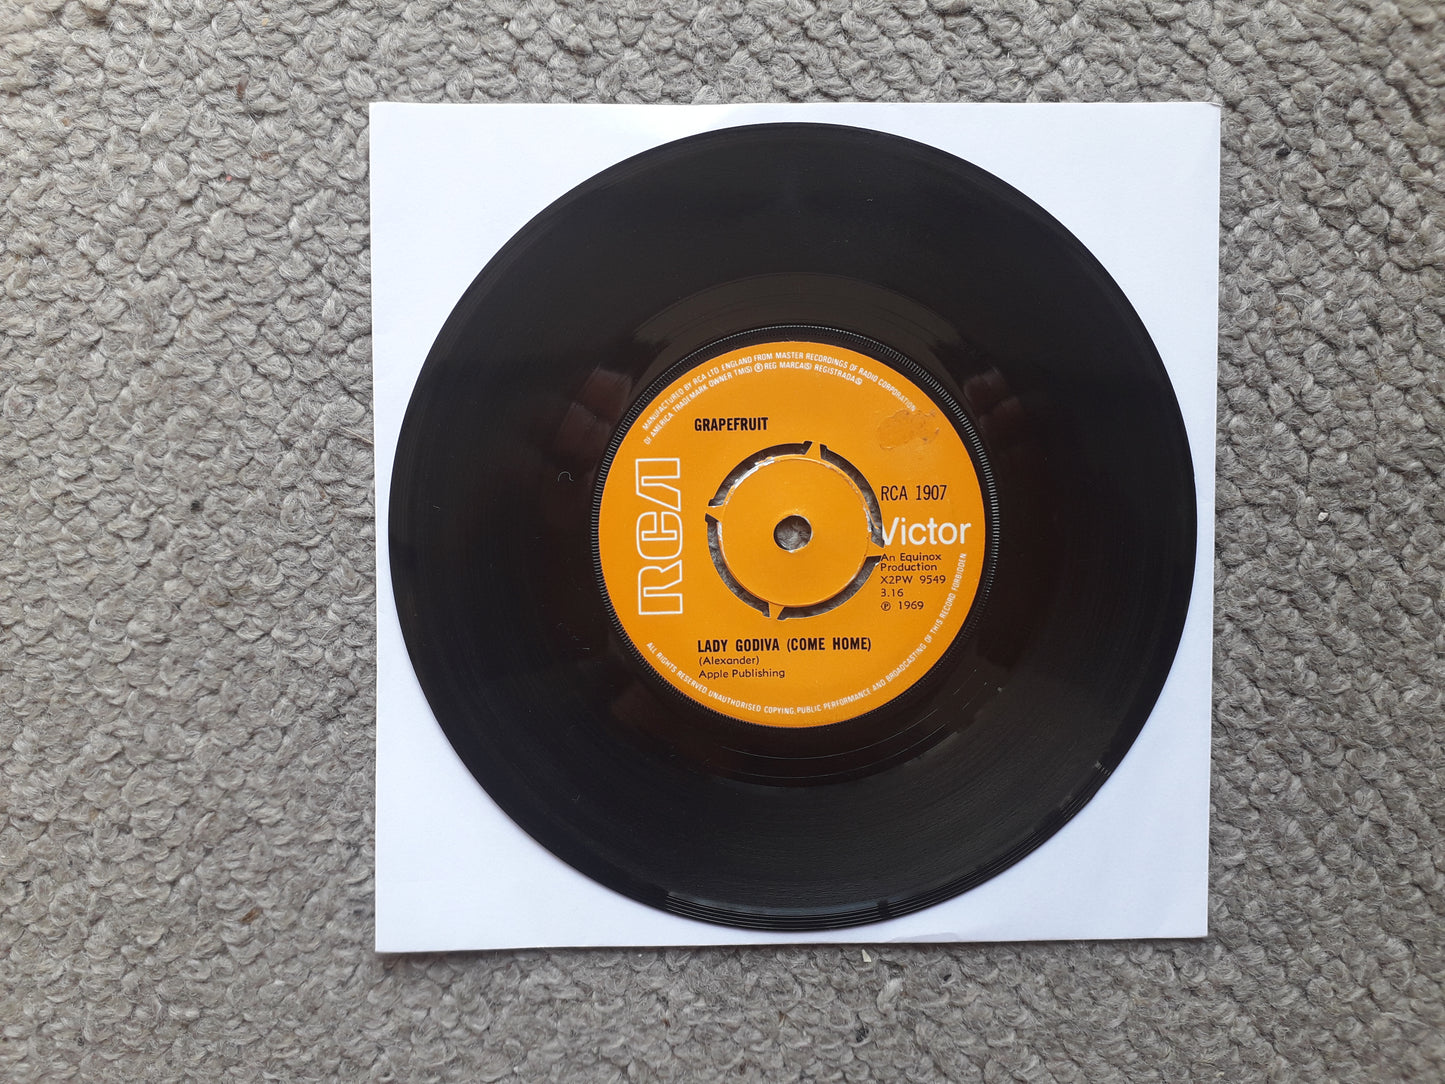 MANUFACTURED BY RCA LTD. ENGLAND FROM MASTER RECORDINGS OF RADIO CORPORATION
OF AMERICA. TRADEMARK OWNER TM(S) ® REG MARCA(S) REGISTRADA(S)
GRAPEFRUIT
RCA
RCA 1907
Victor
An Equinox
Production
X2PW 9549
3.16
℗ 1969
LADY GODIVA (COME HOME)
(Alexander)
Apple Publishing
ALL RIGHTS RESERVED.UNAUTHORISED COPYING,PUBLIC PERFORMANCE AND BROADCASTING OF THIS RECORD FORBIDDEN